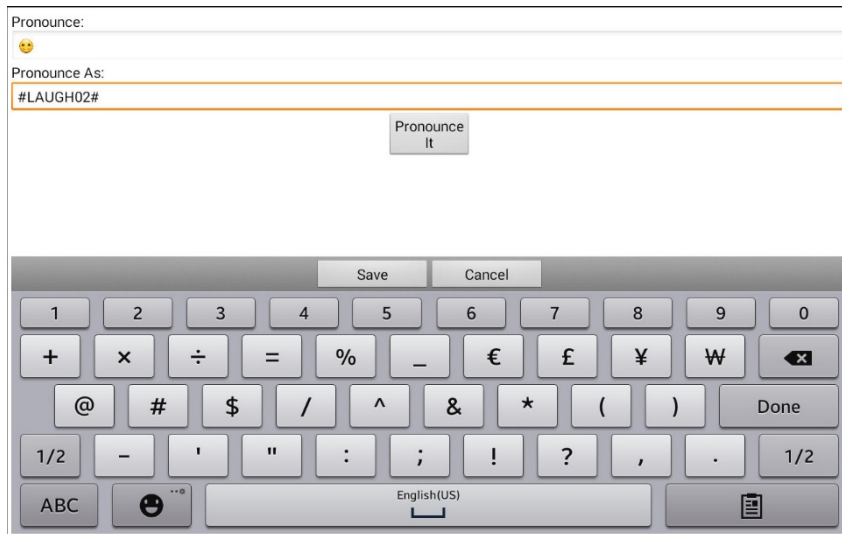 Pronounce:
🙂
Pronounce As:
#LAUGH02#
Pronounce
It
Save Cancel
1 2 3 4 5 6 7 8 9 0
+ × ÷ = % _ € £ ¥ ₩
@ # $ / ^ & * ( ) Done
1/2 - ' " : ; ! ? , . 1/2
ABC English(US)